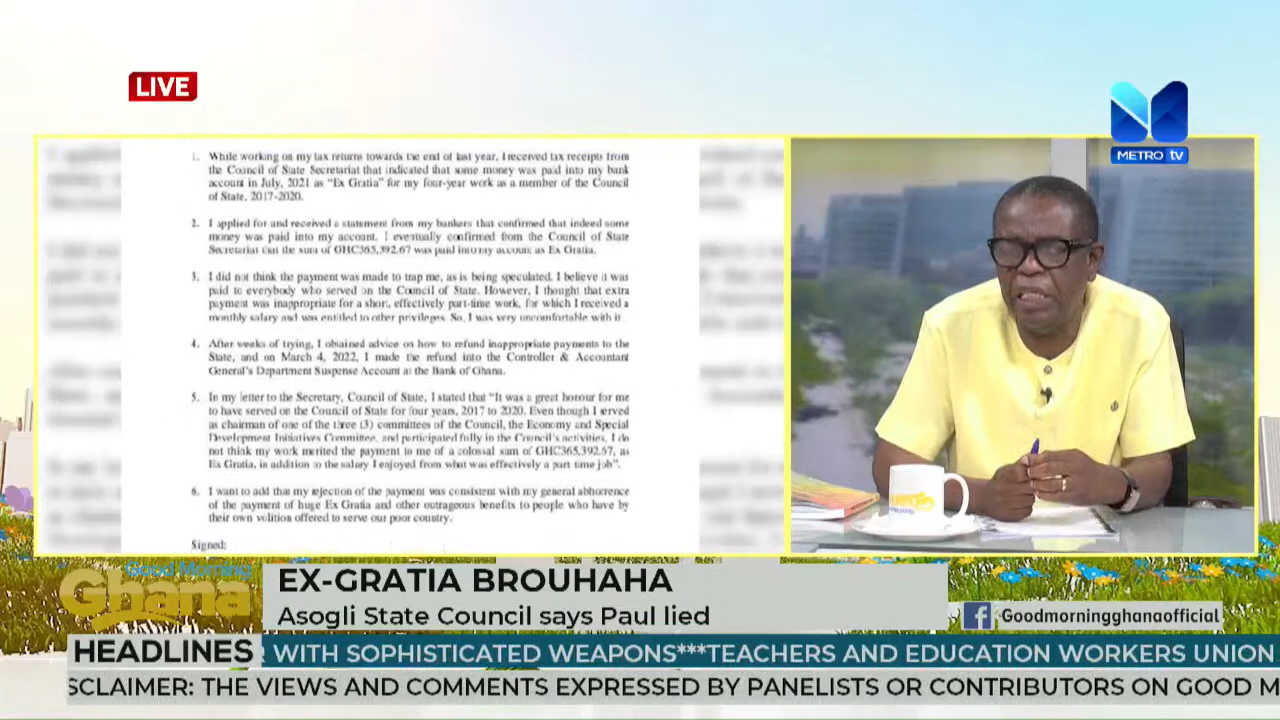 LIVE
METRO tv
1. While working on my tax returns towards the end of last year, I received tax receipts from
the Council of State Secretariat that indicated that some money was paid into my bank
account in July, 2021 as "Ex Gratia" for my four-year work as a member of the Council
of State, 2017-2020.
2. I applied for and received a statement from my bankers that confirmed that indeed some
money was paid into my account. I eventually confirmed from the Council of State
Secretariat that the sum of GHC365,392.67 was paid into my account as Ex Gratia.
3. I did not think the payment was made to trap me, as is being speculated. I believe it was
paid to everybody who served on the Council of State. However, I thought that extra
payment was inappropriate for a short, effectively part-time work, for which I received a
monthly salary and was entitled to other privileges. So, I was very uncomfortable with it.
4. After weeks of trying, I obtained advice on how to refund inappropriate payments to the
State, and on March 4, 2022, I made the refund into the Controller & Accountant
General's Department Suspense Account at the Bank of Ghana.
5. In my letter to the Secretary, Council of State, I stated that "It was a great honour for me
to have served on the Council of State for four years, 2017 to 2020. Even though I served
as chairman of one of the three (3) committees of the Council, the Economy and Special
Development Initiatives Committee, and participated fully in the Council's activities, I do
not think my work merited the payment to me of a colossal sum of GHC365,392.67, as
Ex Gratia, in addition to the salary I enjoyed from what was effectively a part time job".
6. I want to add that my rejection of the payment was consistent with my general abhorrence
of the payment of huge Ex Gratia and other outrageous benefits to people who have by
their own volition offered to serve our poor country.
Signed:
Good Morning
Ghana
EX-GRATIA BROUHAHA
Asogli State Council says Paul lied
Goodmorningghanaofficial
HEADLINES
WITH SOPHISTICATED WEAPONS***TEACHERS AND EDUCATION WORKERS UNION
SCLAIMER: THE VIEWS AND COMMENTS EXPRESSED BY PANELISTS OR CONTRIBUTORS ON GOOD M